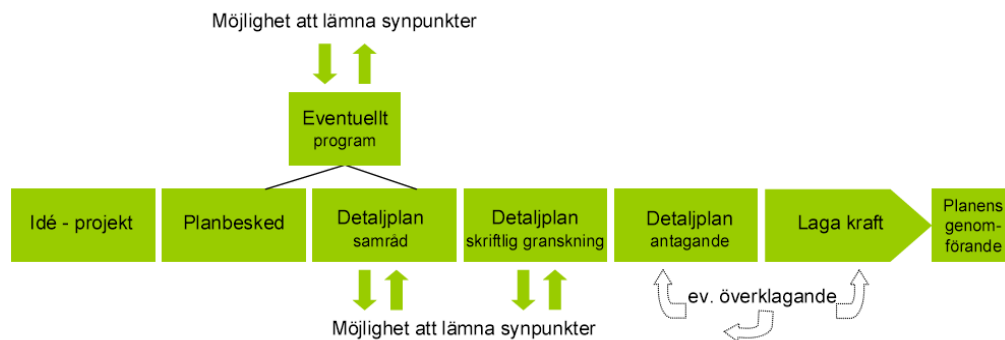 Möjlighet att lämna synpunkter
Eventuellt
program
Idé - projekt
Planbesked
Detaljplan
samråd
Detaljplan
skriftlig granskning
Detaljplan
antagande
Laga kraft
Planens
genom-
förande
ev. överklagande
Möjlighet att lämna synpunkter